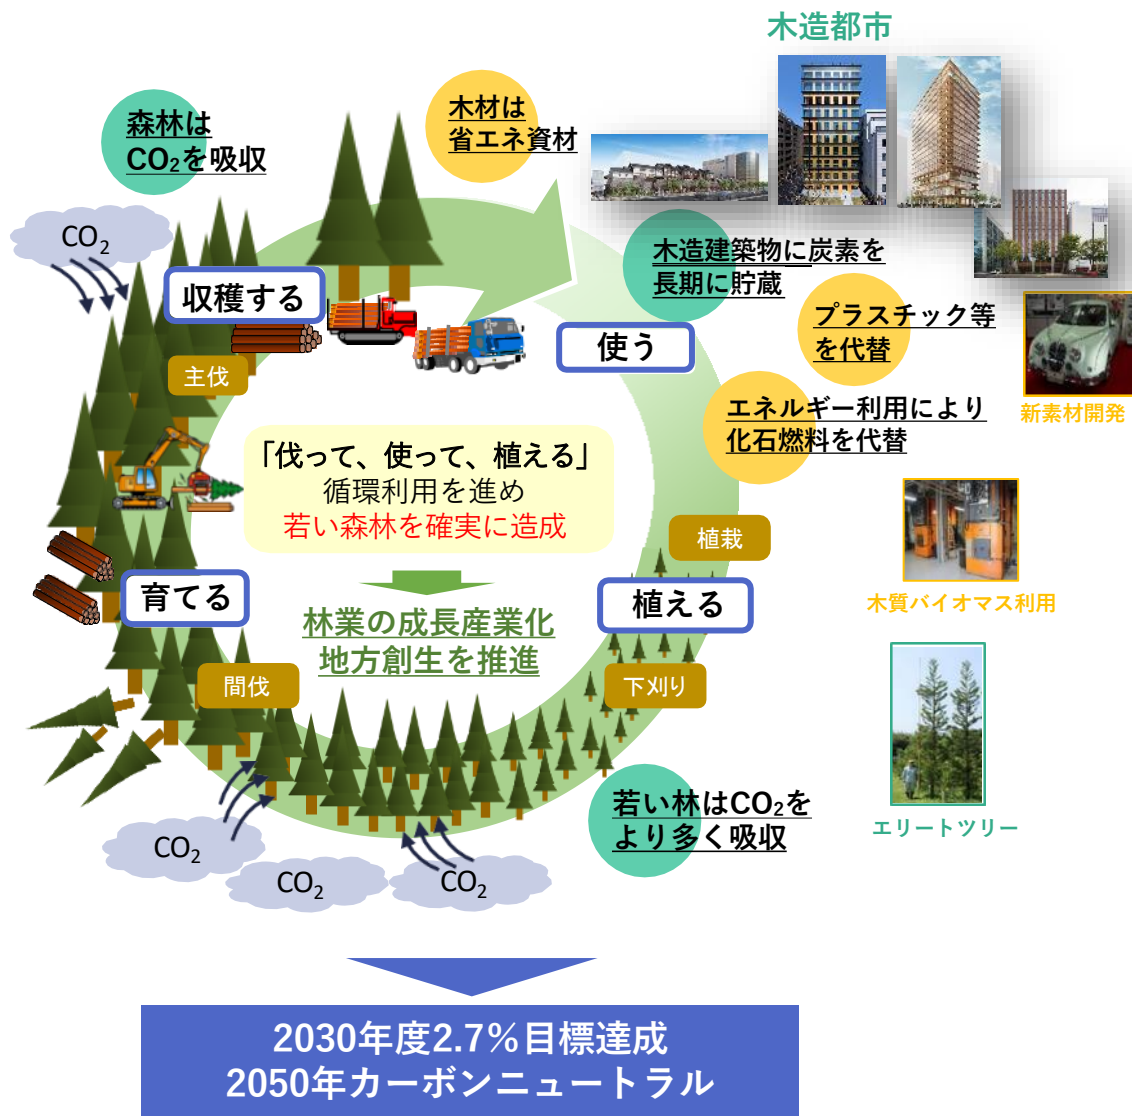 木造都市
森林は
CO₂を吸収
木材は
省エネ資材
CO₂
収穫する
木造建築物に炭素を
長期に貯蔵
プラスチック等
を代替
使う
主伐
新素材開発
エネルギー利用により
化石燃料を代替
「伐って、使って、植える」
循環利用を進め
若い森林を確実に造成
植栽
育てる
植える
木質バイオマス利用
林業の成長産業化
地方創生を推進
間伐
下刈り
若い林はCO₂を
より多く吸収
エリートツリー
CO₂
CO₂
CO₂
2030年度2.7%目標達成
2050年カーボンニュートラル